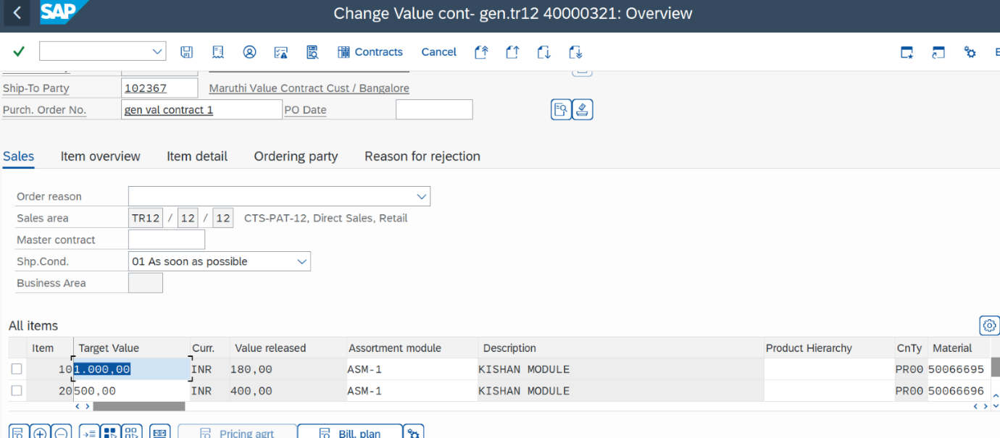 SAP
Change Value cont- gen.tr12 40000321: Overview
Contracts Cancel
Ship-To Party 102367 Maruthi Value Contract Cust / Bangalore
Purch. Order No. gen val contract 1 PO Date
Sales Item overview Item detail Ordering party Reason for rejection
Order reason
Sales area TR12 / 12 / 12 CTS-PAT-12, Direct Sales, Retail
Master contract
Shp.Cond. 01 As soon as possible
Business Area
All items
Item Target Value Curr. Value released Assortment module Description Product Hierarchy CnTy Material
10 1.000,00 INR 180,00 ASM-1 KISHAN MODULE PR00 50066695
20 500,00 INR 400,00 ASM-1 KISHAN MODULE PR00 50066696
Pricing agrt Bill. plan